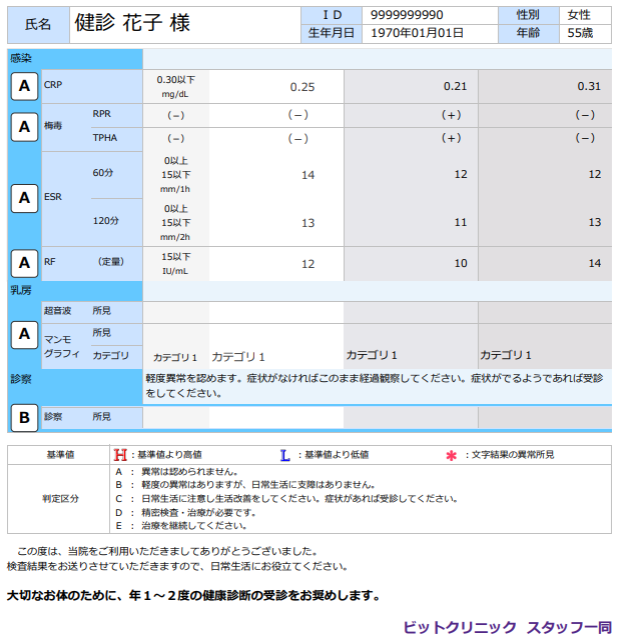 氏名 健診 花子 様 ID 9999999990 性別 女性
生年月日 1970年01月01日 年齢 55歳
感染
A CRP 0.30以下 mg/dL 0.25 0.21 0.31
A 梅毒 RPR (−) (−) (+) (−)
TPHA (−) (−) (+) (−)
A ESR 60分 0以上 15以下 mm/1h 14 12 12
120分 0以上 15以下 mm/2h 13 11 13
A RF (定量) 15以下 IU/mL 12 10 14
乳房
超音波 所見
A マンモグラフィ 所見
カテゴリ カテゴリ1 カテゴリ1 カテゴリ1 カテゴリ1
診察 軽度異常を認めます。症状がなければこのまま経過観察してください。症状がでるようであれば受診
をしてください。
B 診察 所見
基準値 H:基準値より高値 L:基準値より低値 *:文字結果の異常所見
判定区分 A : 異常は認められません。
B : 軽度の異常はありますが、日常生活に支障はありません。
C : 日常生活に注意し生活改善をしてください。症状があれば受診してください。
D : 精密検査・治療が必要です。
E : 治療を継続してください。
この度は、当院をご利用いただきましてありがとうございました。
検査結果をお送りさせていただきますので、日常生活にお役立てください。
大切なお体のために、年1~2度の健康診断の受診をお奨めします。
ビットクリニック スタッフ一同